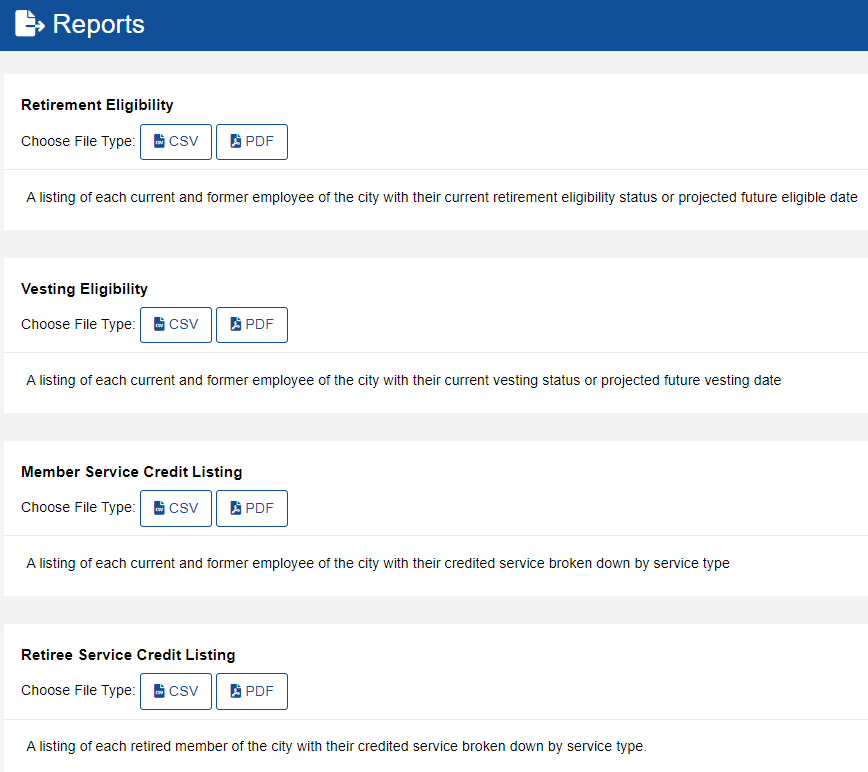 Reports
Retirement Eligibility
Choose File Type: CSV PDF
A listing of each current and former employee of the city with their current retirement eligibility status or projected future eligible date
Vesting Eligibility
Choose File Type: CSV PDF
A listing of each current and former employee of the city with their current vesting status or projected future vesting date
Member Service Credit Listing
Choose File Type: CSV PDF
A listing of each current and former employee of the city with their credited service broken down by service type
Retiree Service Credit Listing
Choose File Type: CSV PDF
A listing of each retired member of the city with their credited service broken down by service type.